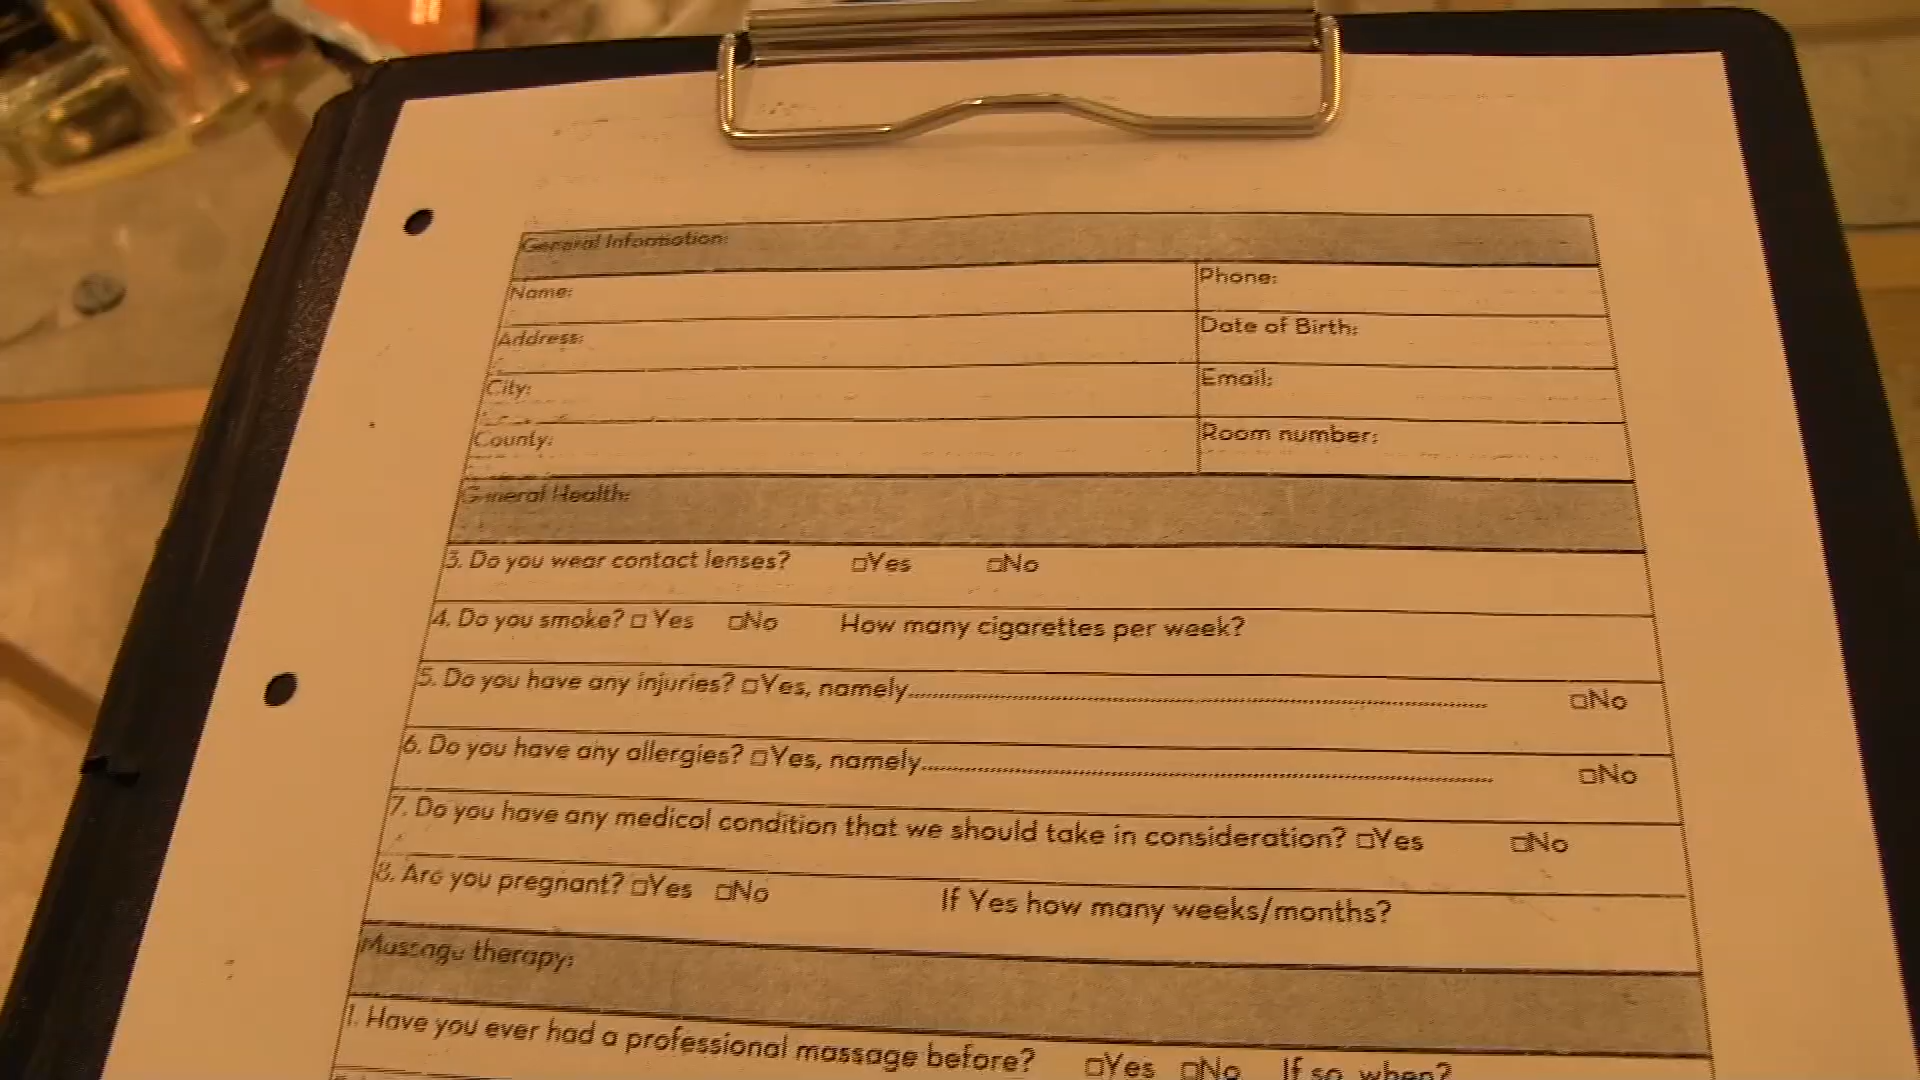 General Information:
Name:
Phone:
Address:
Date of Birth:
City:
Email:
County:
Room number:
General Health:
3. Do you wear contact lenses? □Yes □No
4. Do you smoke? □ Yes □No How many cigarettes per week?
5. Do you have any injuries? □Yes, namely........................................ □No
6. Do you have any allergies? □Yes, namely........................................ □No
7. Do you have any medical condition that we should take in consideration? □Yes □No
8. Are you pregnant? □Yes □No If Yes how many weeks/months?
Massage therapy:
1. Have you ever had a professional massage before? □Yes □No If so, when?